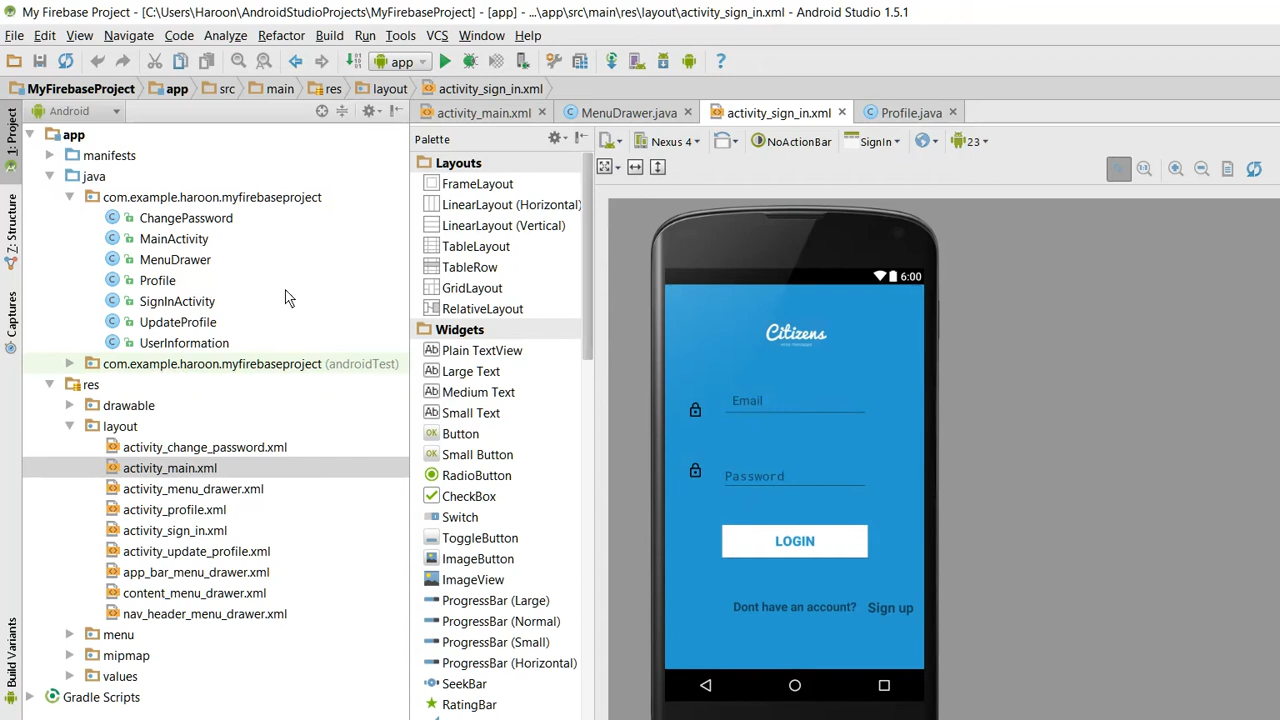 My Firebase Project - [C:\Users\Haroon\AndroidStudioProjects\MyFirebaseProject] - [app] - ...\app\src\main\res\layout\activity_sign_in.xml - Android Studio 1.5.1
File Edit View Navigate Code Analyze Refactor Build Run Tools VCS Window Help
app
MyFirebaseProject app src main res layout activity_sign_in.xml
1: Project
Z: Structure
Captures
Build Variants
Android
app
manifests
java
com.example.haroon.myfirebaseproject
ChangePassword
MainActivity
MenuDrawer
Profile
SignInActivity
UpdateProfile
UserInformation
com.example.haroon.myfirebaseproject (androidTest)
res
drawable
layout
activity_change_password.xml
activity_main.xml
activity_menu_drawer.xml
activity_profile.xml
activity_sign_in.xml
activity_update_profile.xml
app_bar_menu_drawer.xml
content_menu_drawer.xml
nav_header_menu_drawer.xml
menu
mipmap
values
Gradle Scripts
activity_main.xml MenuDrawer.java activity_sign_in.xml Profile.java
Palette
Layouts
FrameLayout
LinearLayout (Horizontal)
LinearLayout (Vertical)
TableLayout
TableRow
GridLayout
RelativeLayout
Widgets
Plain TextView
Large Text
Medium Text
Small Text
Button
Small Button
RadioButton
CheckBox
Switch
ToggleButton
ImageButton
ImageView
ProgressBar (Large)
ProgressBar (Normal)
ProgressBar (Small)
ProgressBar (Horizontal)
SeekBar
RatingBar
Nexus 4 NoActionBar SignIn 23
6:00
Citizens
Email
Password
LOGIN
Dont have an account? Sign up